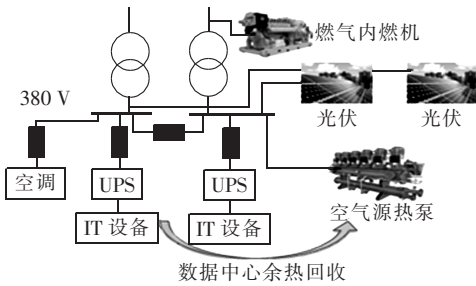 燃气内燃机
380 V
光伏
光伏
空调
UPS
UPS
IT 设备
IT 设备
空气源热泵
数据中心余热回收